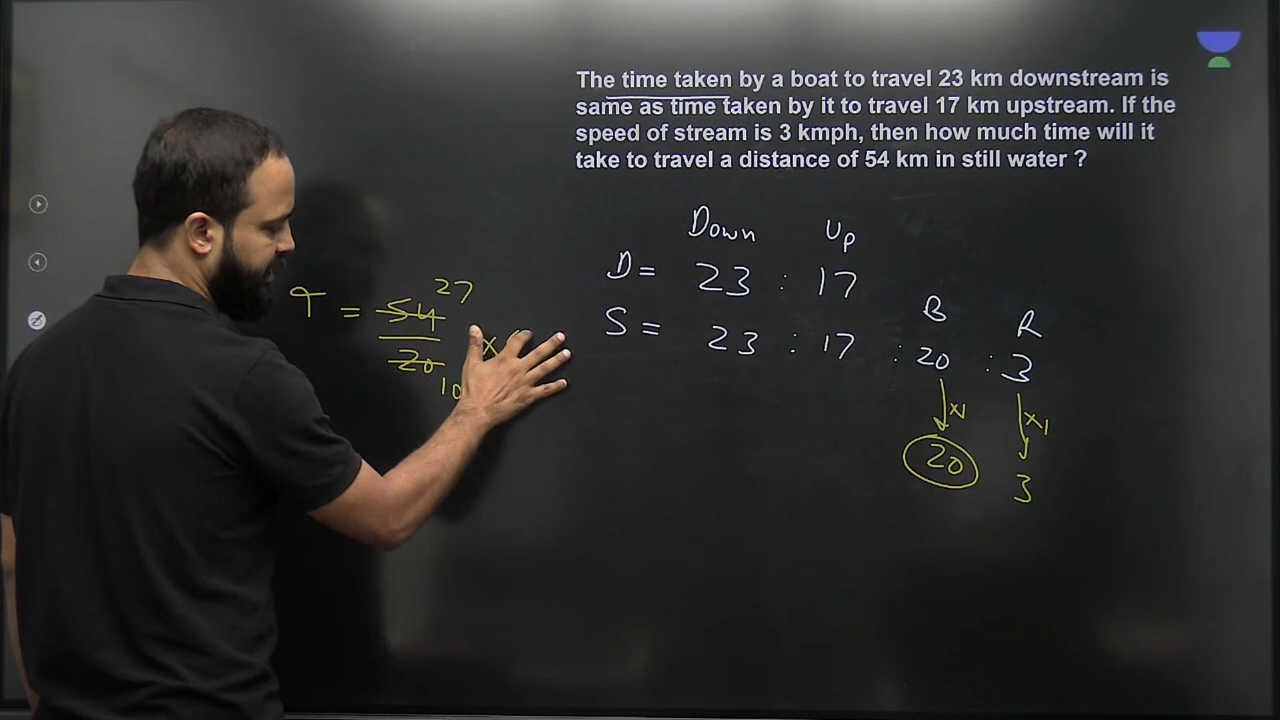 The time taken by a boat to travel 23 km downstream is
same as time taken by it to travel 17 km upstream. If the
speed of stream is 3 kmph, then how much time will it
take to travel a distance of 54 km in still water ?
Down Up
D = 23 : 17
B R
S = 23 : 17 : 20 : 3
x1 x1
20 3
27
T = 54
20 x
10